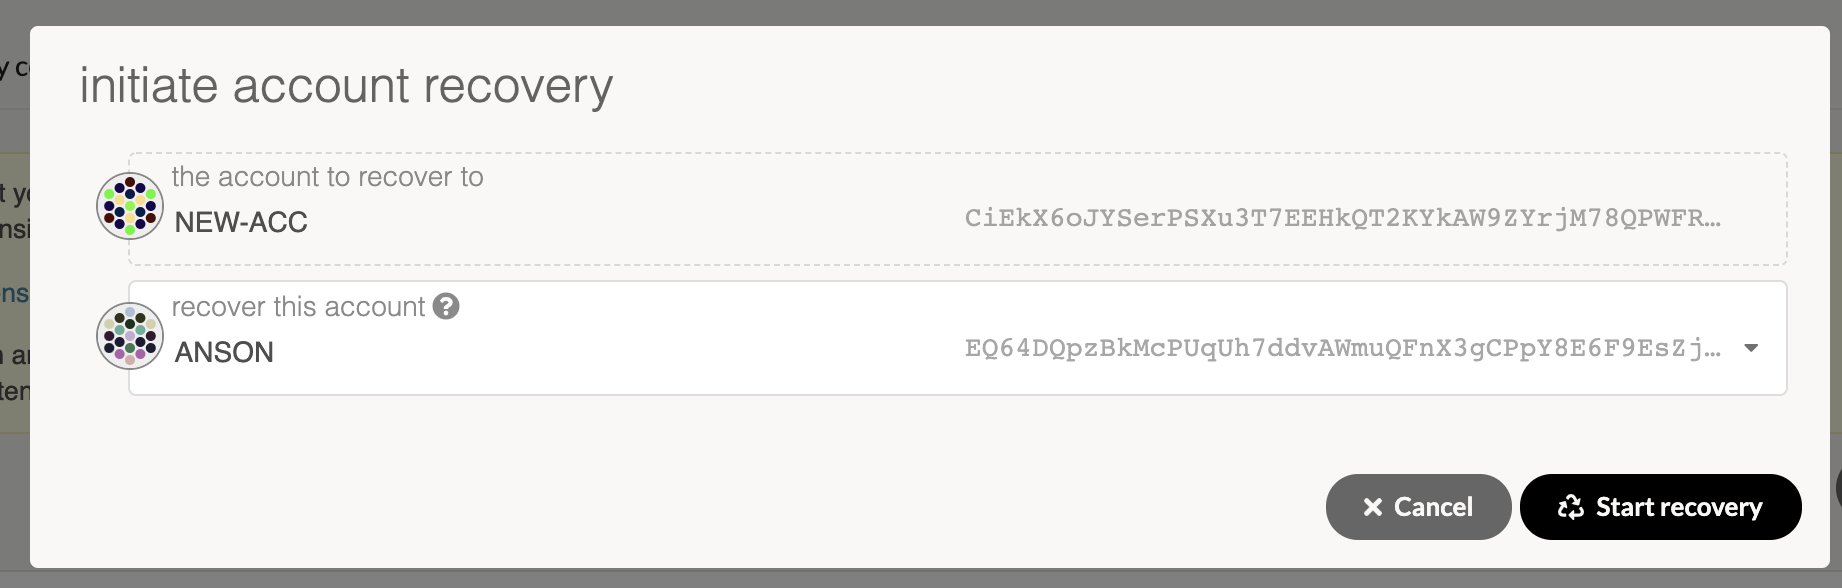 initiate account recovery
the account to recover to
NEW-ACC
CiEkX6oJYSerPSXu3T7EEHkQT2KYkAW9ZYrjM78QPWFR…
recover this account ?
ANSON
EQ64DQpzBkMcPUqUh7ddvAWmuQFnX3gCPpY8E6F9EsZj…
Cancel
Start recovery